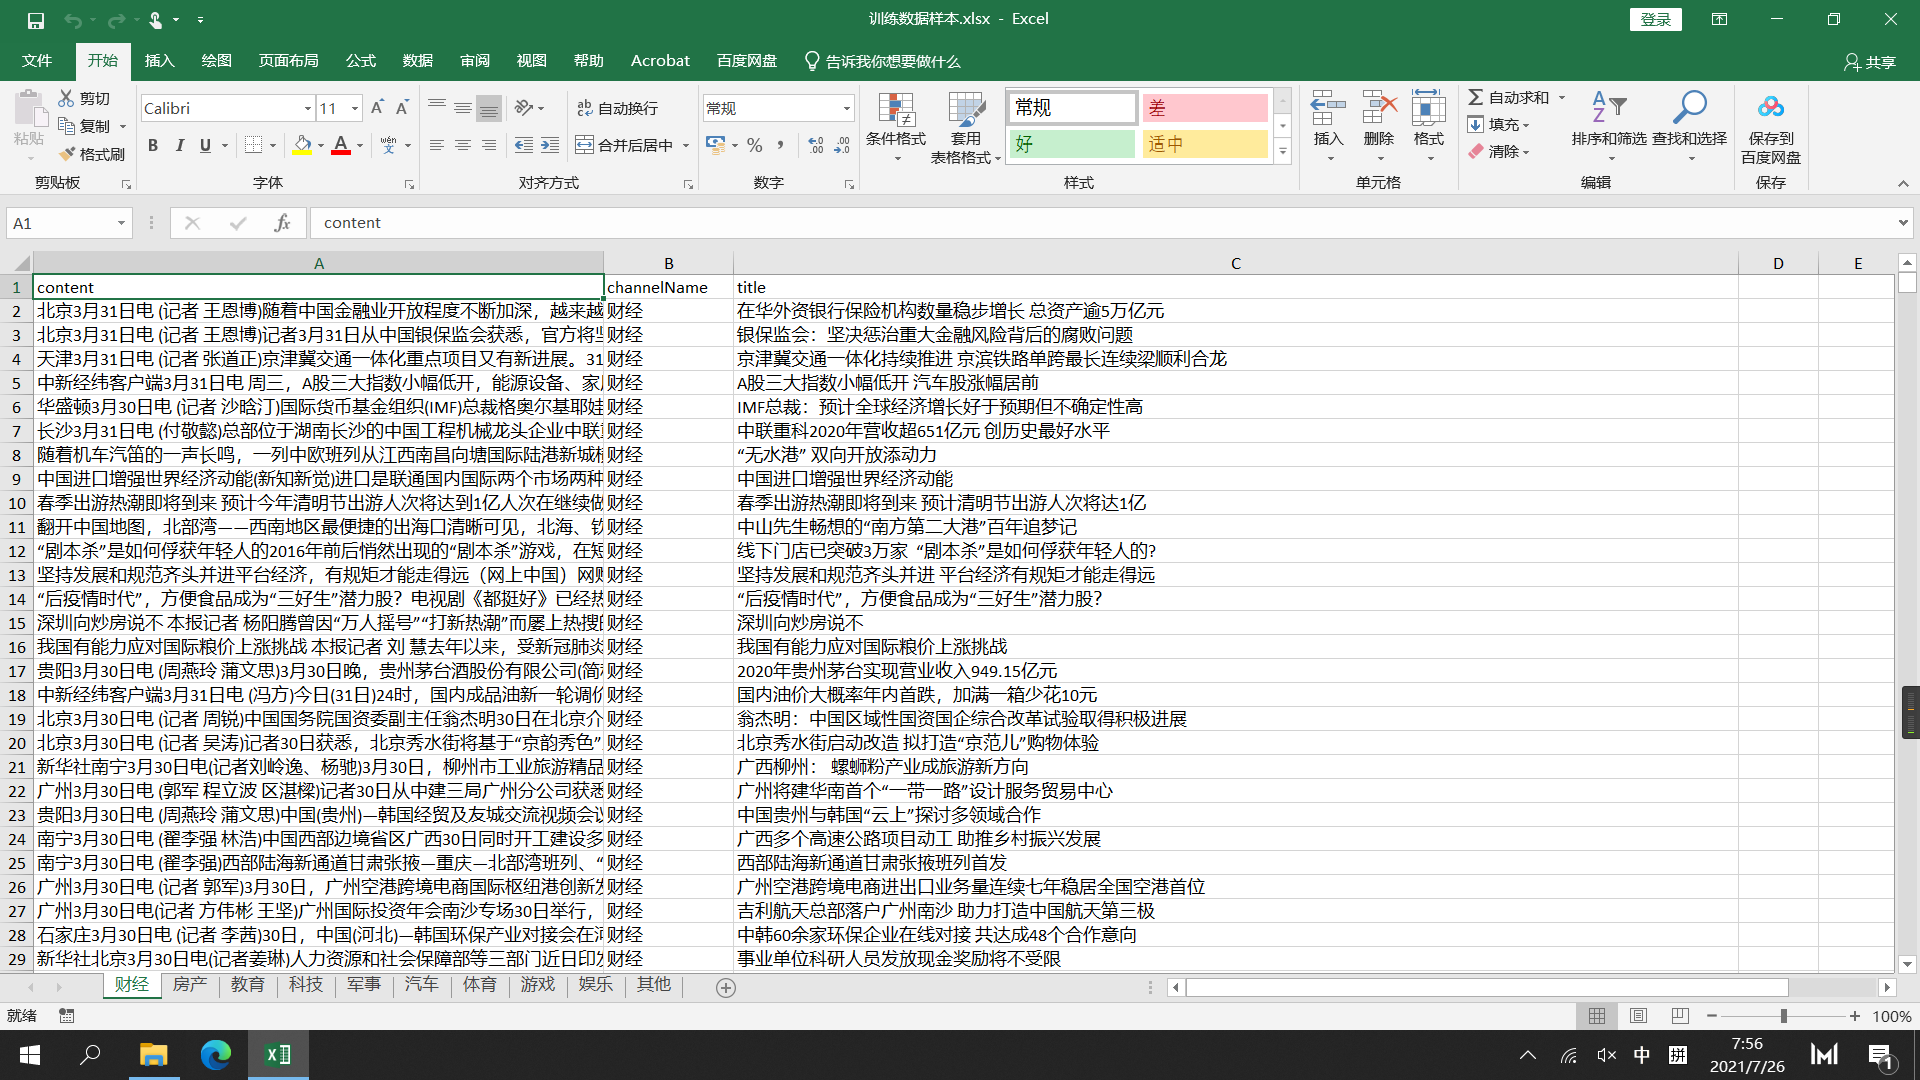 训练数据样本.xlsx - Excel
登录
文件 开始 插入 绘图 页面布局 公式 数据 审阅 视图 帮助 Acrobat 百度网盘 告诉我你想要做什么 共享
粘贴 剪切 复制 格式刷 剪贴板
Calibri 11 B I U A wén 文 字体
ab 自动换行 合并后居中 对齐方式
常规 % 数字
条件格式 套用 表格格式 常规 差 好 适中 样式
插入 删除 格式 单元格
自动求和 填充 清除 排序和筛选 查找和选择 编辑
保存到 百度网盘 保存
A1 fx content
A B C D E
1 content channelName title
2 北京3月31日电 (记者 王恩博)随着中国金融业开放程度不断加深，越来越 财经 在华外资银行保险机构数量稳步增长 总资产逾5万亿元
3 北京3月31日电 (记者 王恩博)记者3月31日从中国银保监会获悉，官方将坚 财经 银保监会：坚决惩治重大金融风险背后的腐败问题
4 天津3月31日电 (记者 张道正)京津冀交通一体化重点项目又有新进展。31 财经 京津冀交通一体化持续推进 京滨铁路单跨最长连续梁顺利合龙
5 中新经纬客户端3月31日电 周三，A股三大指数小幅低开，能源设备、家 财经 A股三大指数小幅低开 汽车股涨幅居前
6 华盛顿3月30日电 (记者 沙晗汀)国际货币基金组织(IMF)总裁格奥尔基耶娃 财经 IMF总裁：预计全球经济增长好于预期但不确定性高
7 长沙3月31日电 (付敬懿)总部位于湖南长沙的中国工程机械龙头企业中联 财经 中联重科2020年营收超651亿元 创历史最好水平
8 随着机车汽笛的一声长鸣，一列中欧班列从江西南昌向塘国际陆港新城 财经 “无水港” 双向开放添动力
9 中国进口增强世界经济动能(新知新觉)进口是联通国内国际两个市场两种 财经 中国进口增强世界经济动能
10 春季出游热潮即将到来 预计今年清明节出游人次将达到1亿人次在继续做 财经 春季出游热潮即将到来 预计清明节出游人次将达1亿
11 翻开中国地图，北部湾——西南地区最便捷的出海口清晰可见，北海、钦 财经 中山先生畅想的“南方第二大港”百年追梦记
12 “剧本杀”是如何俘获年轻人的2016年前后悄然出现的“剧本杀”游戏，在短 财经 线下门店已突破3万家 “剧本杀”是如何俘获年轻人的？
13 坚持发展和规范齐头并进平台经济，有规矩才能走得远（网上中国）网购 财经 坚持发展和规范齐头并进 平台经济有规矩才能走得远
14 “后疫情时代”，方便食品成为“三好生”潜力股？电视剧《都挺好》已经热 财经 “后疫情时代”，方便食品成为“三好生”潜力股？
15 深圳向炒房说不 本报记者 杨阳腾曾因“万人摇号”“打新热潮”而屡上热搜的 财经 深圳向炒房说不
16 我国有能力应对国际粮价上涨挑战 本报记者 刘 慧去年以来，受新冠肺炎 财经 我国有能力应对国际粮价上涨挑战
17 贵阳3月30日电 (周燕玲 蒲文思)3月30日晚，贵州茅台酒股份有限公司(简称 财经 2020年贵州茅台实现营业收入949.15亿元
18 中新经纬客户端3月31日电 (冯方)今日(31日)24时，国内成品油新一轮调价 财经 国内油价大概率年内首跌，加满一箱少花10元
19 北京3月30日电 (记者 周锐)中国国务院国资委副主任翁杰明30日在北京介 财经 翁杰明：中国区域性国资国企综合改革试验取得积极进展
20 北京3月30日电 (记者 吴涛)记者30日获悉，北京秀水街将基于“京韵秀色” 财经 北京秀水街启动改造 拟打造“京范儿”购物体验
21 新华社南宁3月30日电(记者刘岭逸、杨驰)3月30日，柳州市工业旅游精品 财经 广西柳州： 螺蛳粉产业成旅游新方向
22 广州3月30日电 (郭军 程立波 区湛樑)记者30日从中建三局广州分公司获悉 财经 广州将建华南首个“一带一路”设计服务贸易中心
23 贵阳3月30日电 (周燕玲 蒲文思)中国(贵州)—韩国经贸及友城交流视频会议 财经 中国贵州与韩国“云上”探讨多领域合作
24 南宁3月30日电 (翟李强 林浩)中国西部边境省区广西30日同时开工建设多 财经 广西多个高速公路项目动工 助推乡村振兴发展
25 南宁3月30日电 (翟李强)西部陆海新通道甘肃张掖—重庆—北部湾班列、“ 财经 西部陆海新通道甘肃张掖班列首发
26 广州3月30日电 (记者 郭军)3月30日，广州空港跨境电商国际枢纽港创新发 财经 广州空港跨境电商进出口业务量连续七年稳居全国空港首位
27 广州3月30日电(记者 方伟彬 王坚)广州国际投资年会南沙专场30日举行， 财经 吉利航天总部落户广州南沙 助力打造中国航天第三极
28 石家庄3月30日电 (记者 李茜)30日，中国(河北)—韩国环保产业对接会在河 财经 中韩60余家环保企业在线对接 共达成48个合作意向
29 新华社北京3月30日电(记者姜琳)人力资源和社会保障部等三部门近日印发 财经 事业单位科研人员发放现金奖励将不受限
财经 房产 教育 科技 军事 汽车 体育 游戏 娱乐 其他
就绪 100%
中 拼 7:56 2021/7/26 1